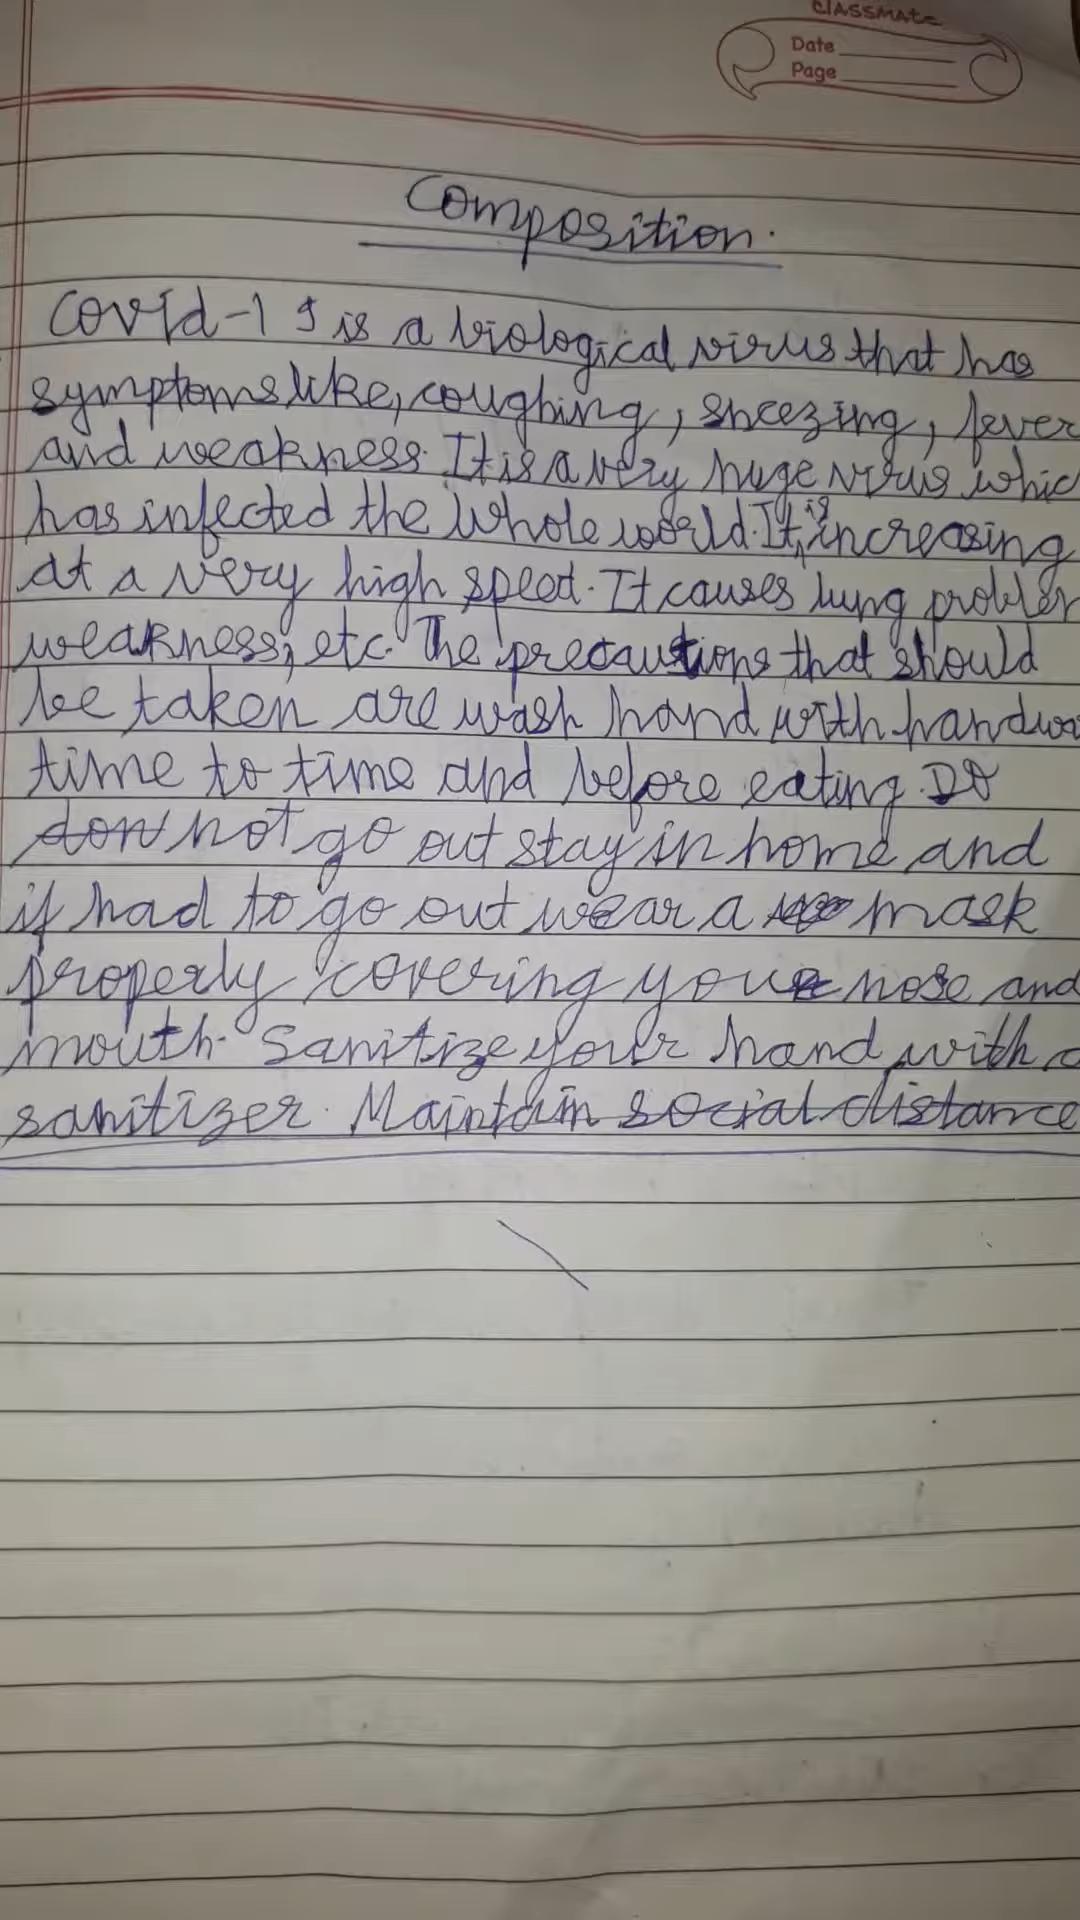 classmate
Date
Page
Composition.
Covid-19 is a biological virus that has
symptoms like, coughing, sneezing, fever
and weakness. It is a very huge virus whic
has infected the whole world. It is increasing
at a very high speed. It causes lung problem
weakness, etc. The precautions that should
be taken are wash hand with handwa
time to time and before eating. Do
don not go out stay in home and
if had to go out wear a mask
properly covering your nose and
mouth. Sanitize your hand with a
sanitizer. Maintain social distance